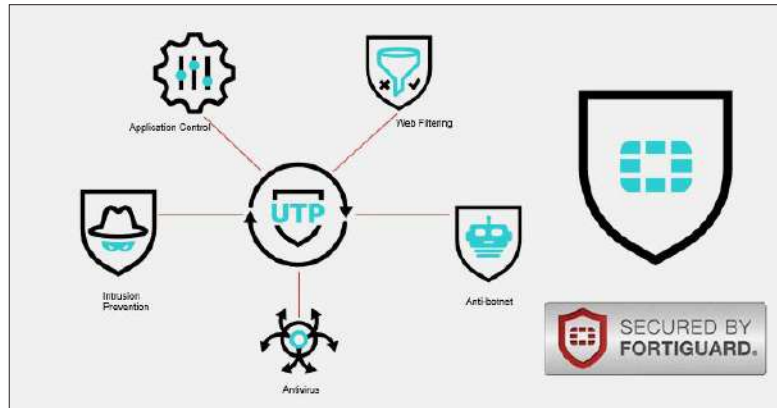 Application Control
Web Filtering
UTP
Intrusion
Prevention
Anti-botnet
Antivirus
SECURED BY
FORTIGUARD®